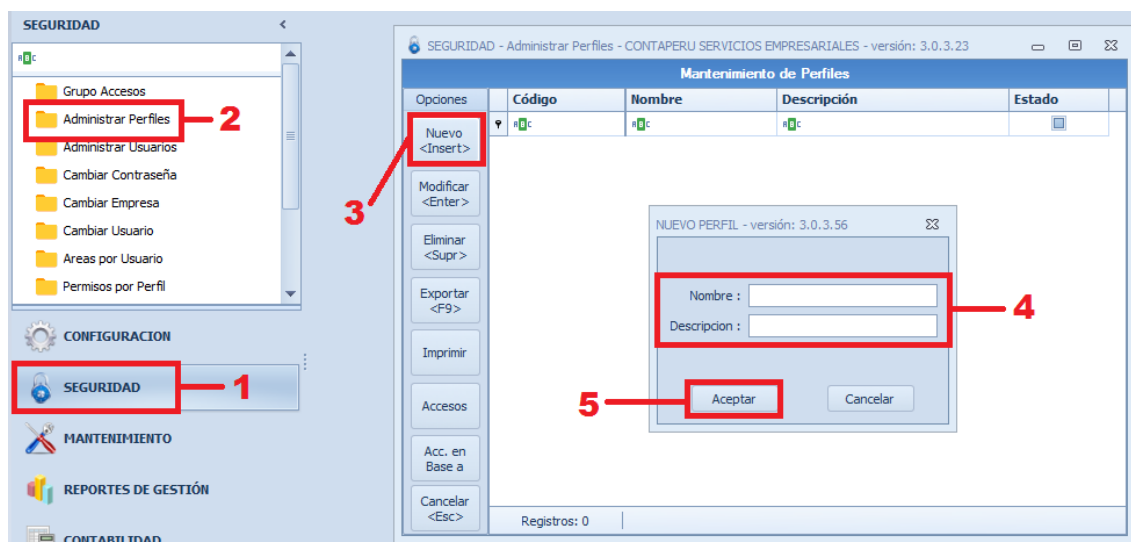 SEGURIDAD
<
ABC
Grupo Accesos
Administrar Perfiles
2
Administrar Usuarios
Cambiar Contraseña
Cambiar Empresa
Cambiar Usuario
Areas por Usuario
Permisos por Perfil
CONFIGURACION
SEGURIDAD
1
MANTENIMIENTO
REPORTES DE GESTIÓN
CONTABILIDAD
SEGURIDAD - Administrar Perfiles - CONTAPERU SERVICIOS EMPRESARIALES - versión: 3.0.3.23
Mantenimiento de Perfiles
Opciones Código Nombre Descripción Estado
ABC ABC ABC
Nuevo
<Insert>
3
Modificar
<Enter>
Eliminar
<Supr>
Exportar
<F9>
Imprimir
Accesos
Acc. en
Base a
Cancelar
<Esc>
NUEVO PERFIL - versión: 3.0.3.56
Nombre :
Descripcion :
4
5
Aceptar Cancelar
Registros: 0